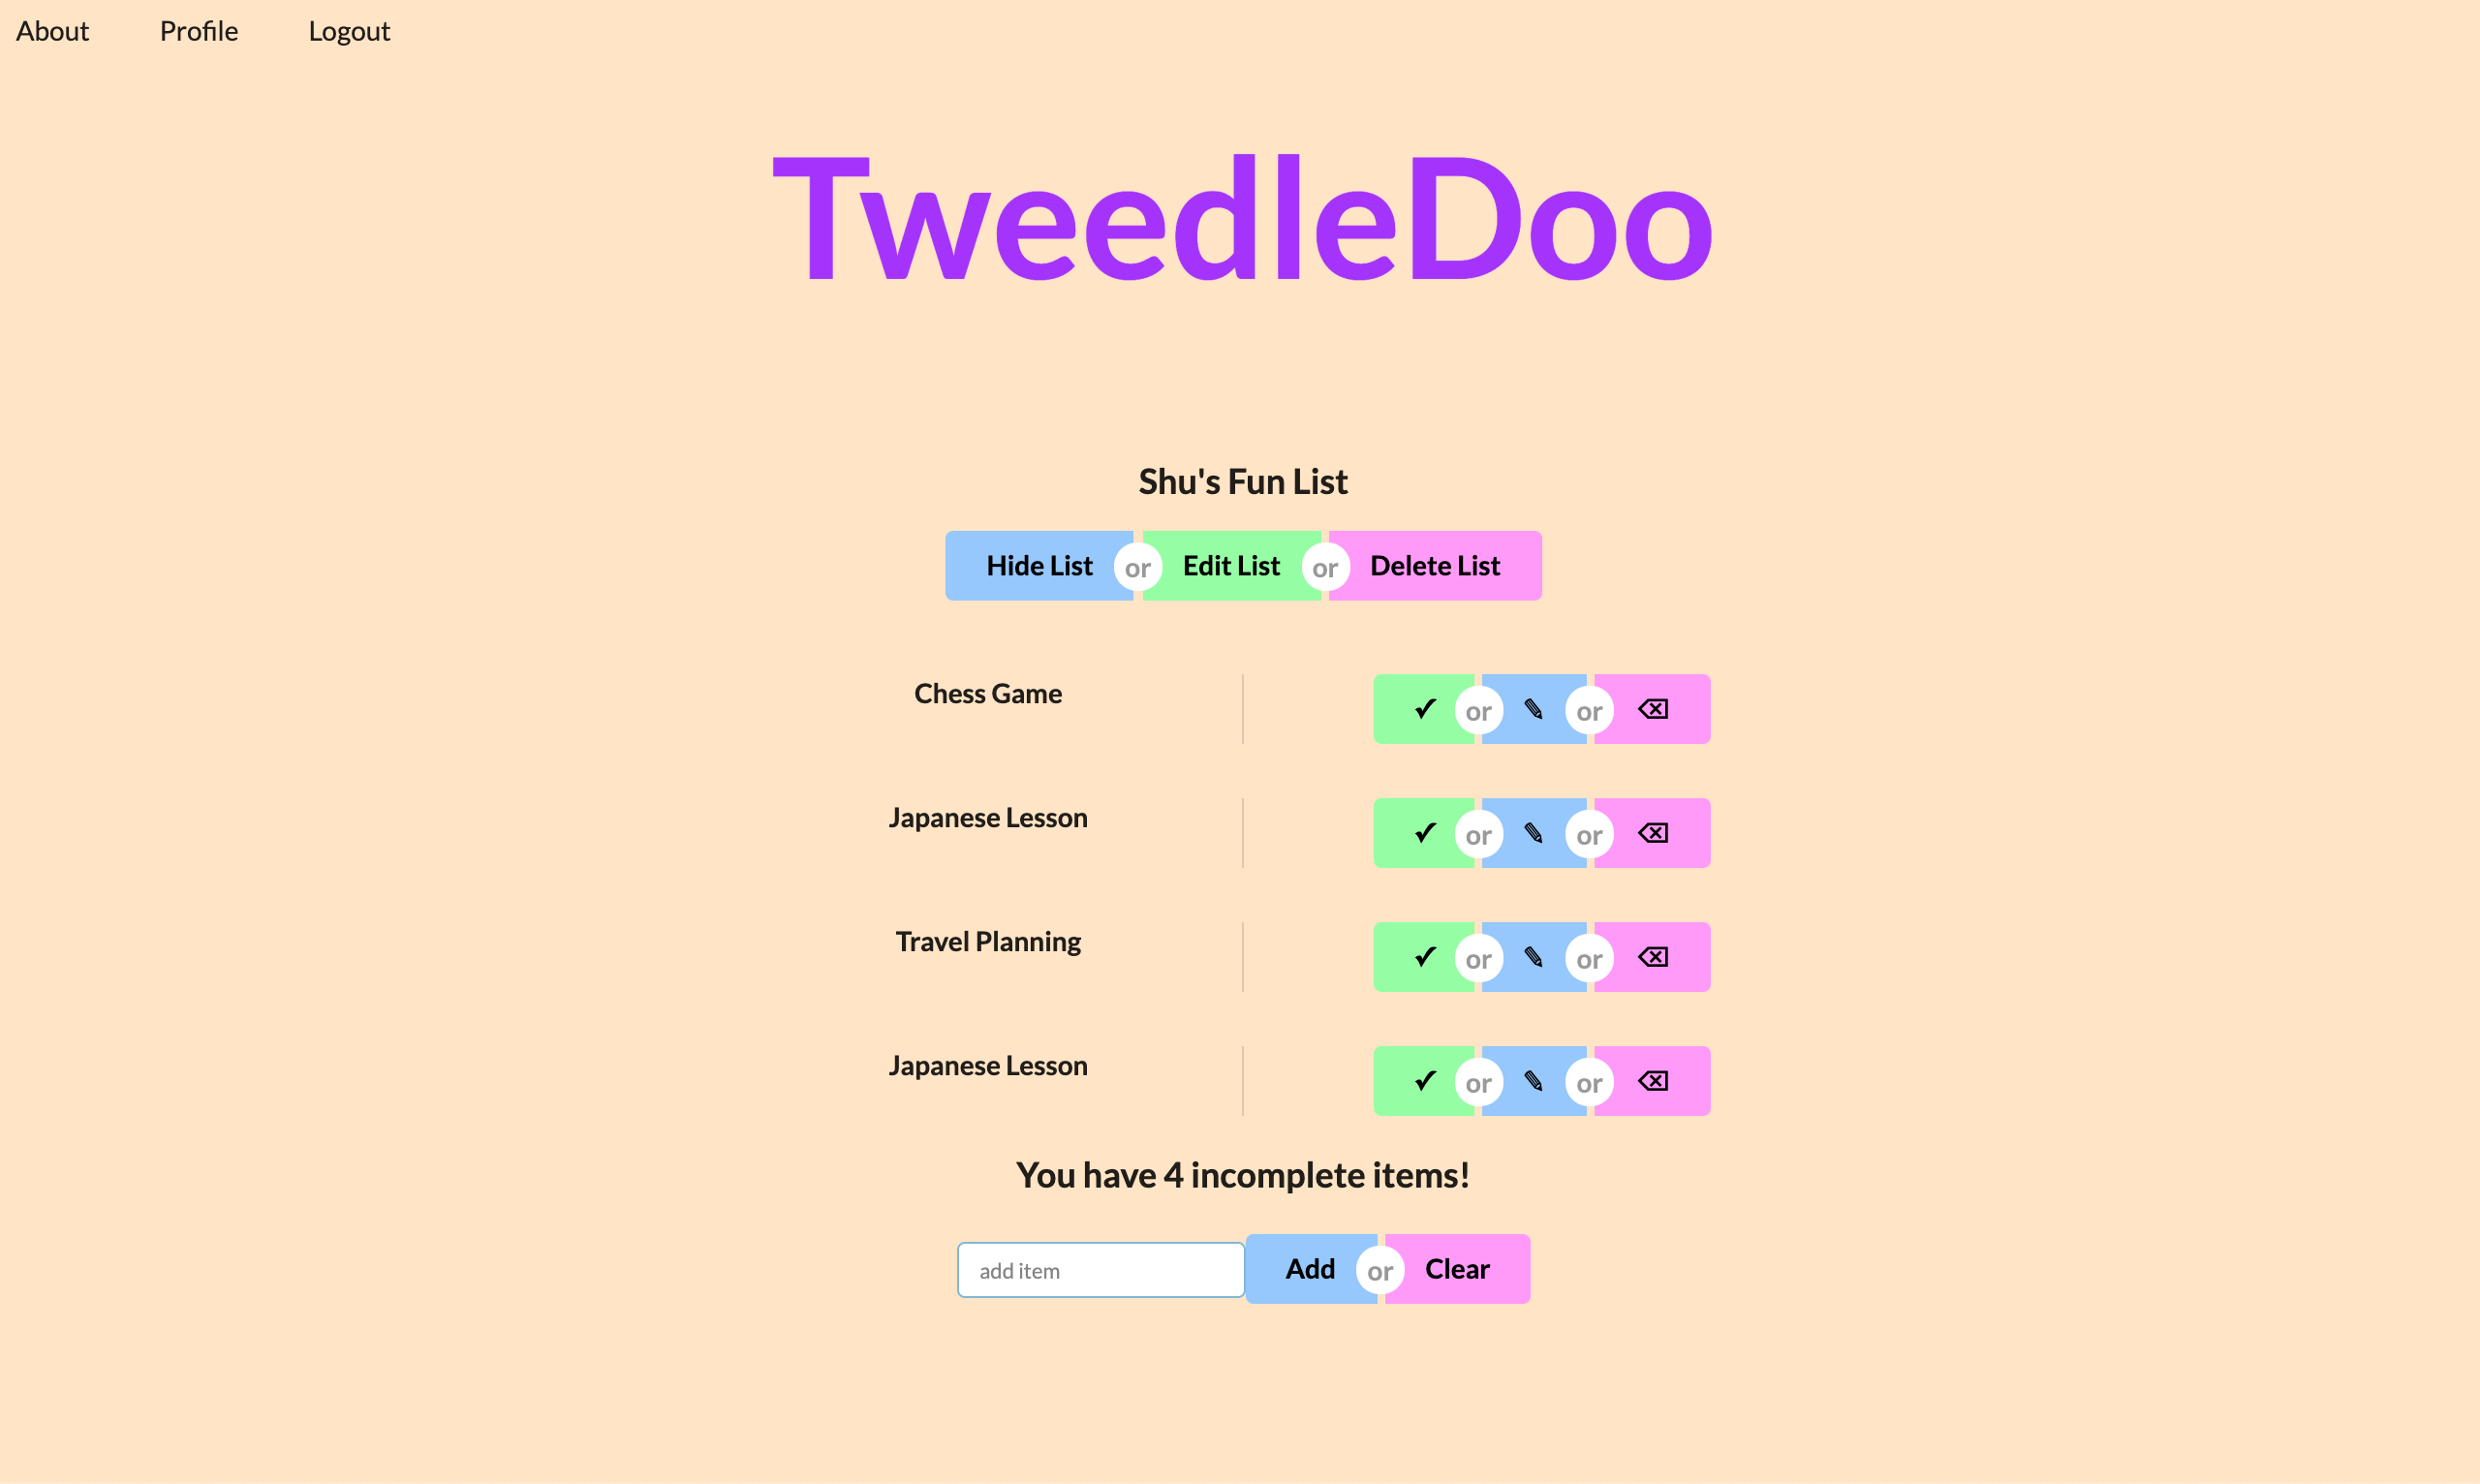 About Profile Logout
TweedleDoo
Shu's Fun List
Hide List or Edit List or Delete List
Chess Game ✓ or ✎ or ⌫
Japanese Lesson ✓ or ✎ or ⌫
Travel Planning ✓ or ✎ or ⌫
Japanese Lesson ✓ or ✎ or ⌫
You have 4 incomplete items!
add item Add or Clear